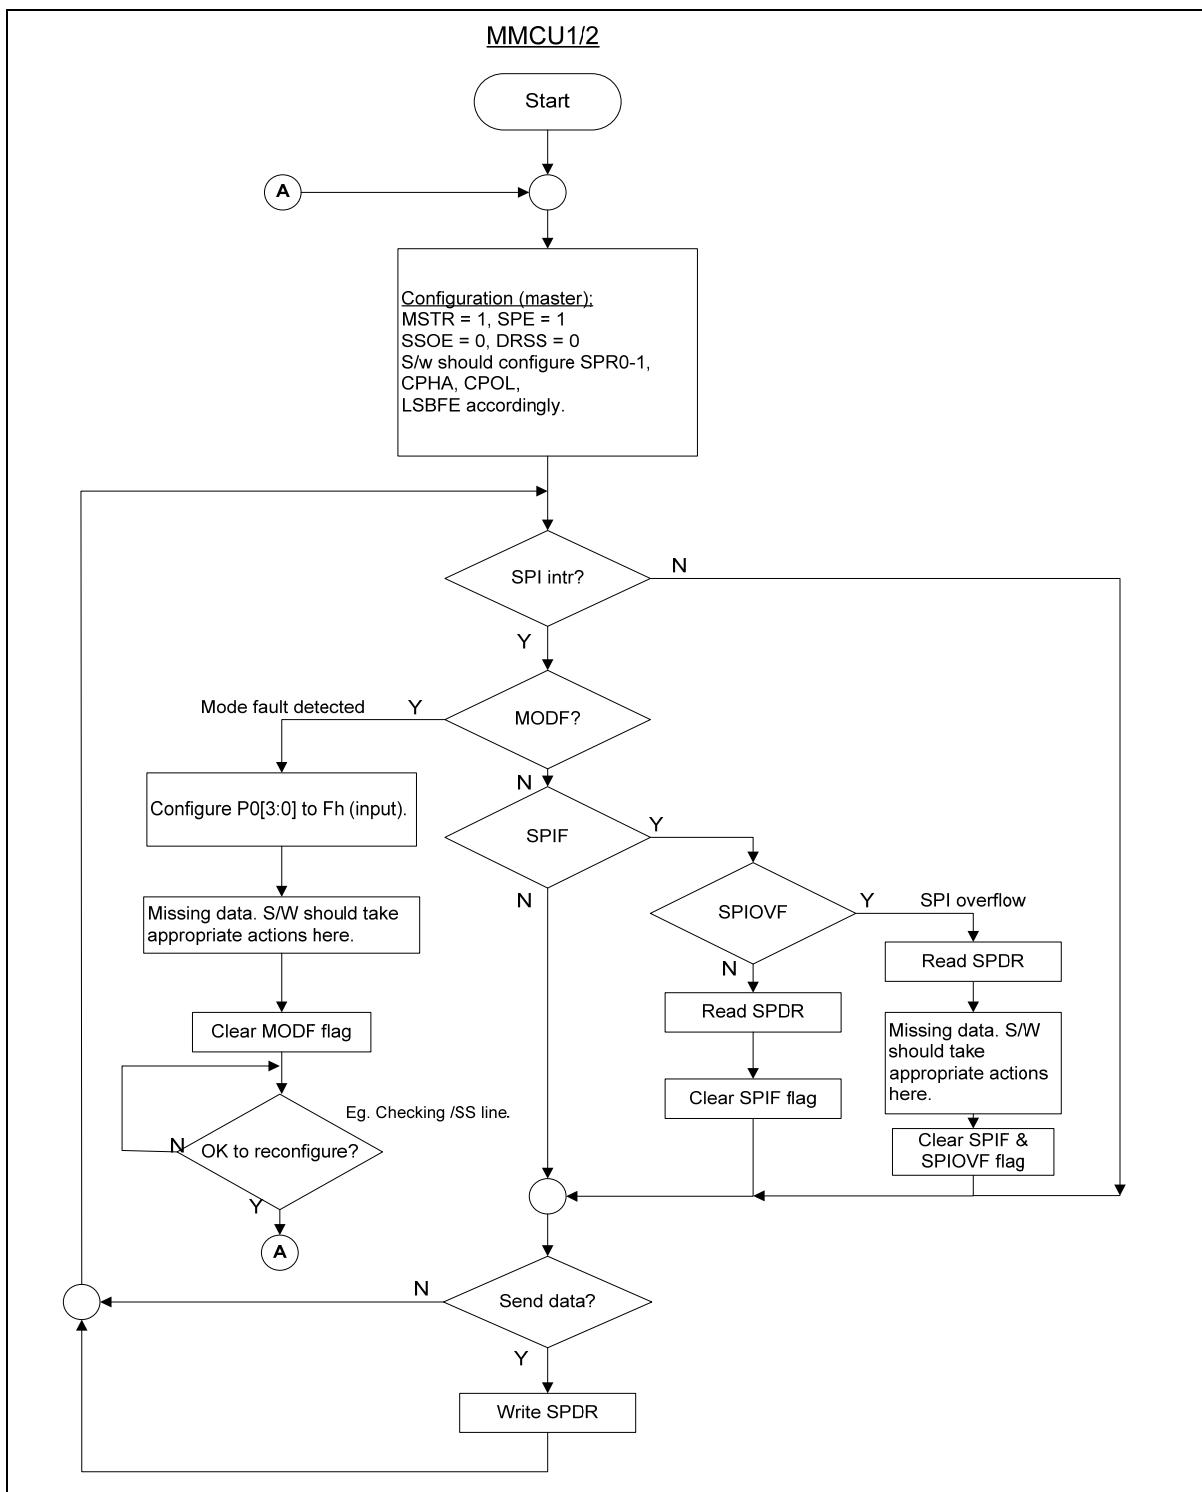 MMCU1/2
Start
A
Configuration (master):
MSTR = 1, SPE = 1
SSOE = 0, DRSS = 0
S/w should configure SPR0-1,
CPHA, CPOL,
LSBFE accordingly.
SPI intr?
N
Y
MODF?
Mode fault detected
Y
N
Configure P0[3:0] to Fh (input).
SPIF
Y
N
Missing data. S/W should take
appropriate actions here.
SPIOVF
Y
SPI overflow
N
Read SPDR
Read SPDR
Clear MODF flag
Missing data. S/W
should take
appropriate actions
here.
Clear SPIF flag
Eg. Checking /SS line.
OK to reconfigure?
N
Y
Clear SPIF &
SPIOVF flag
A
Send data?
N
Y
Write SPDR